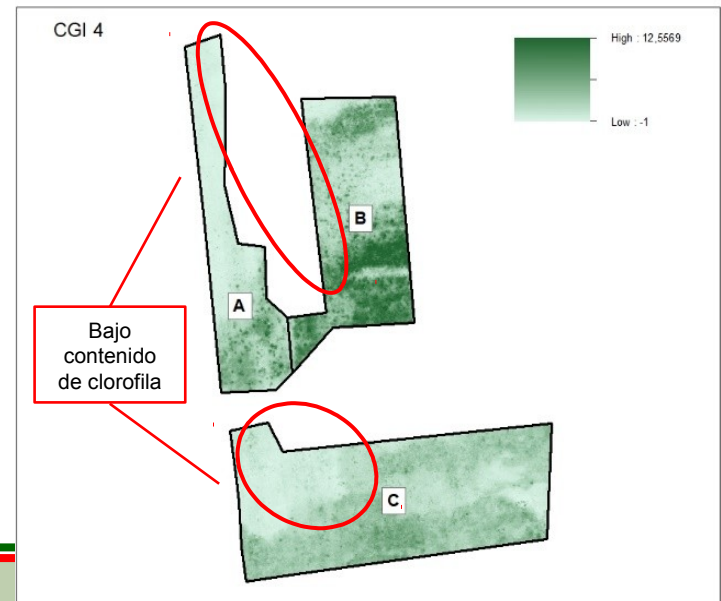 CGI 4
High : 12,5569
Low : -1
B
A
Bajo
contenido
de clorofila
C